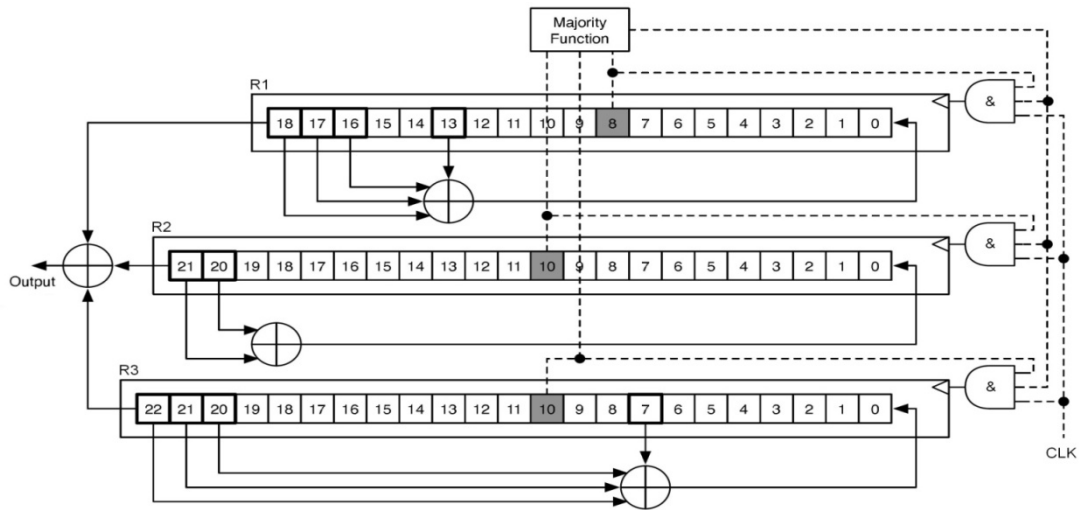 Majority
Function
R1
18 17 16 15 14 13 12 11 10 9 8 7 6 5 4 3 2 1 0
&
R2
21 20 19 18 17 16 15 14 13 12 11 10 9 8 7 6 5 4 3 2 1 0
&
Output
R3
22 21 20 19 18 17 16 15 14 13 12 11 10 9 8 7 6 5 4 3 2 1 0
&
CLK